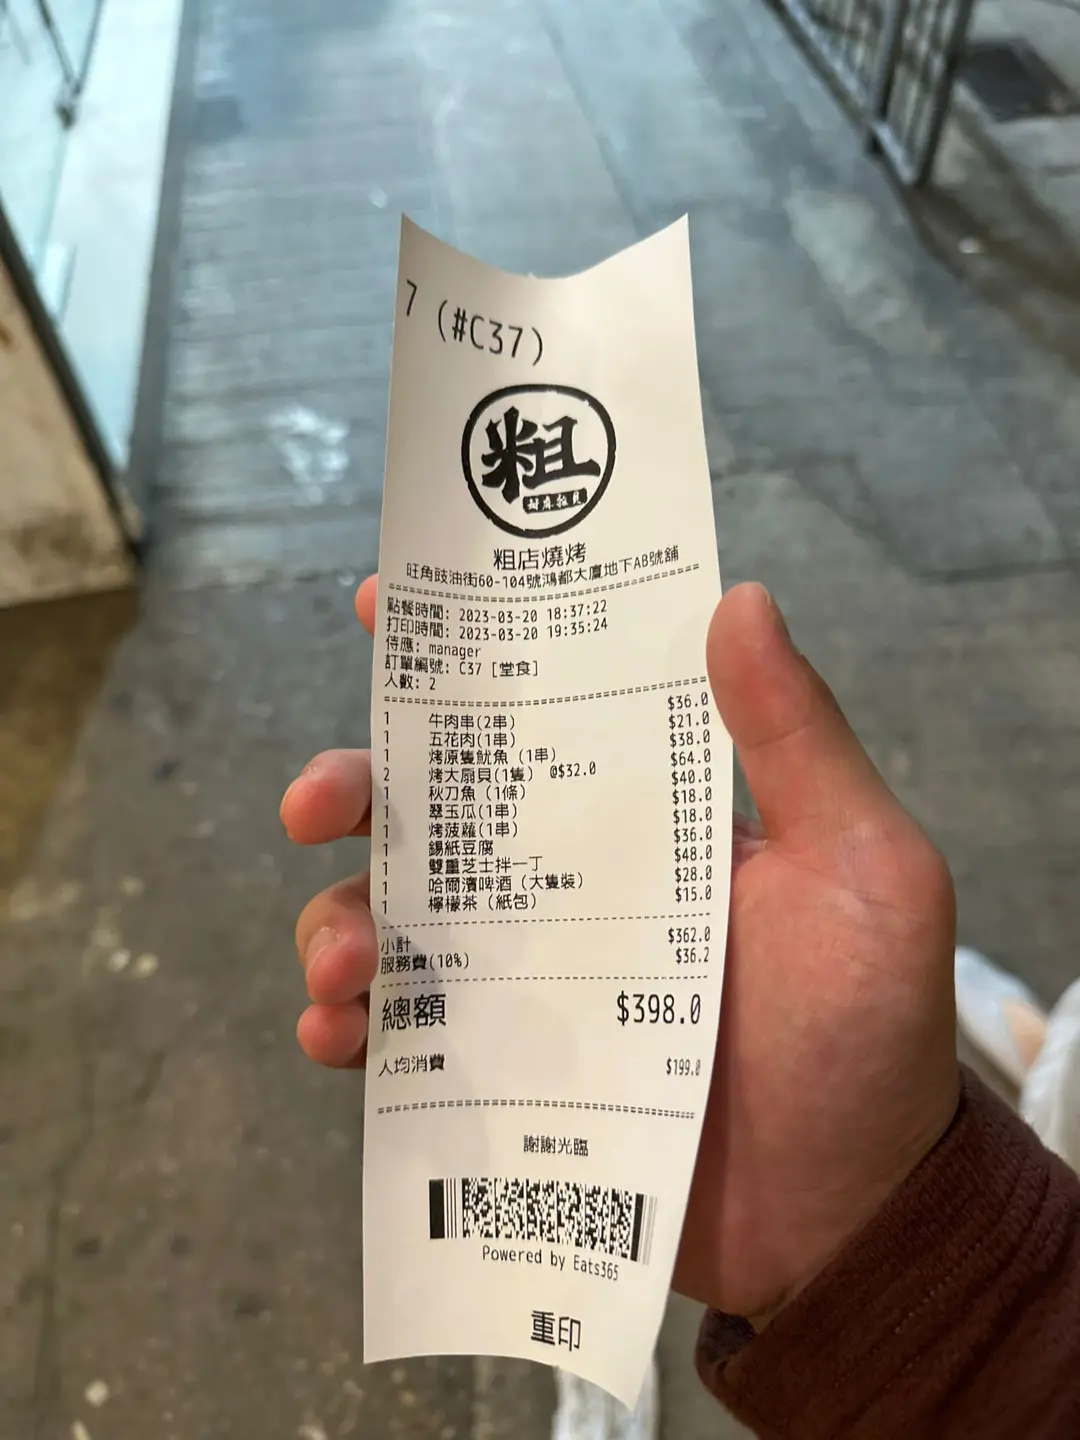 7 (#C37)
粗
粗店燒烤
旺角豉油街60-104號鴻都大廈地下AB號舖
點餐時間: 2023-03-20 18:37:22
打印時間: 2023-03-20 19:35:24
侍應: manager
訂單編號: C37 [堂食]
人數: 2
1 牛肉串(2串) $36.0
1 五花肉(1串) $21.0
1 烤原隻魷魚 (1串) $38.0
2 烤大扇貝(1隻) @$32.0 $64.0
1 秋刀魚 (1條) $40.0
1 翠玉瓜(1串) $18.0
1 烤菠蘿(1串) $18.0
1 錫紙豆腐 $36.0
1 雙重芝士拌一丁 $48.0
1 哈爾濱啤酒 (大隻裝) $28.0
1 檸檬茶 (紙包) $15.0
小計 $362.0
服務費(10%) $36.2
總額 $398.0
人均消費 $199.0
謝謝光臨
Powered by Eats365
重印